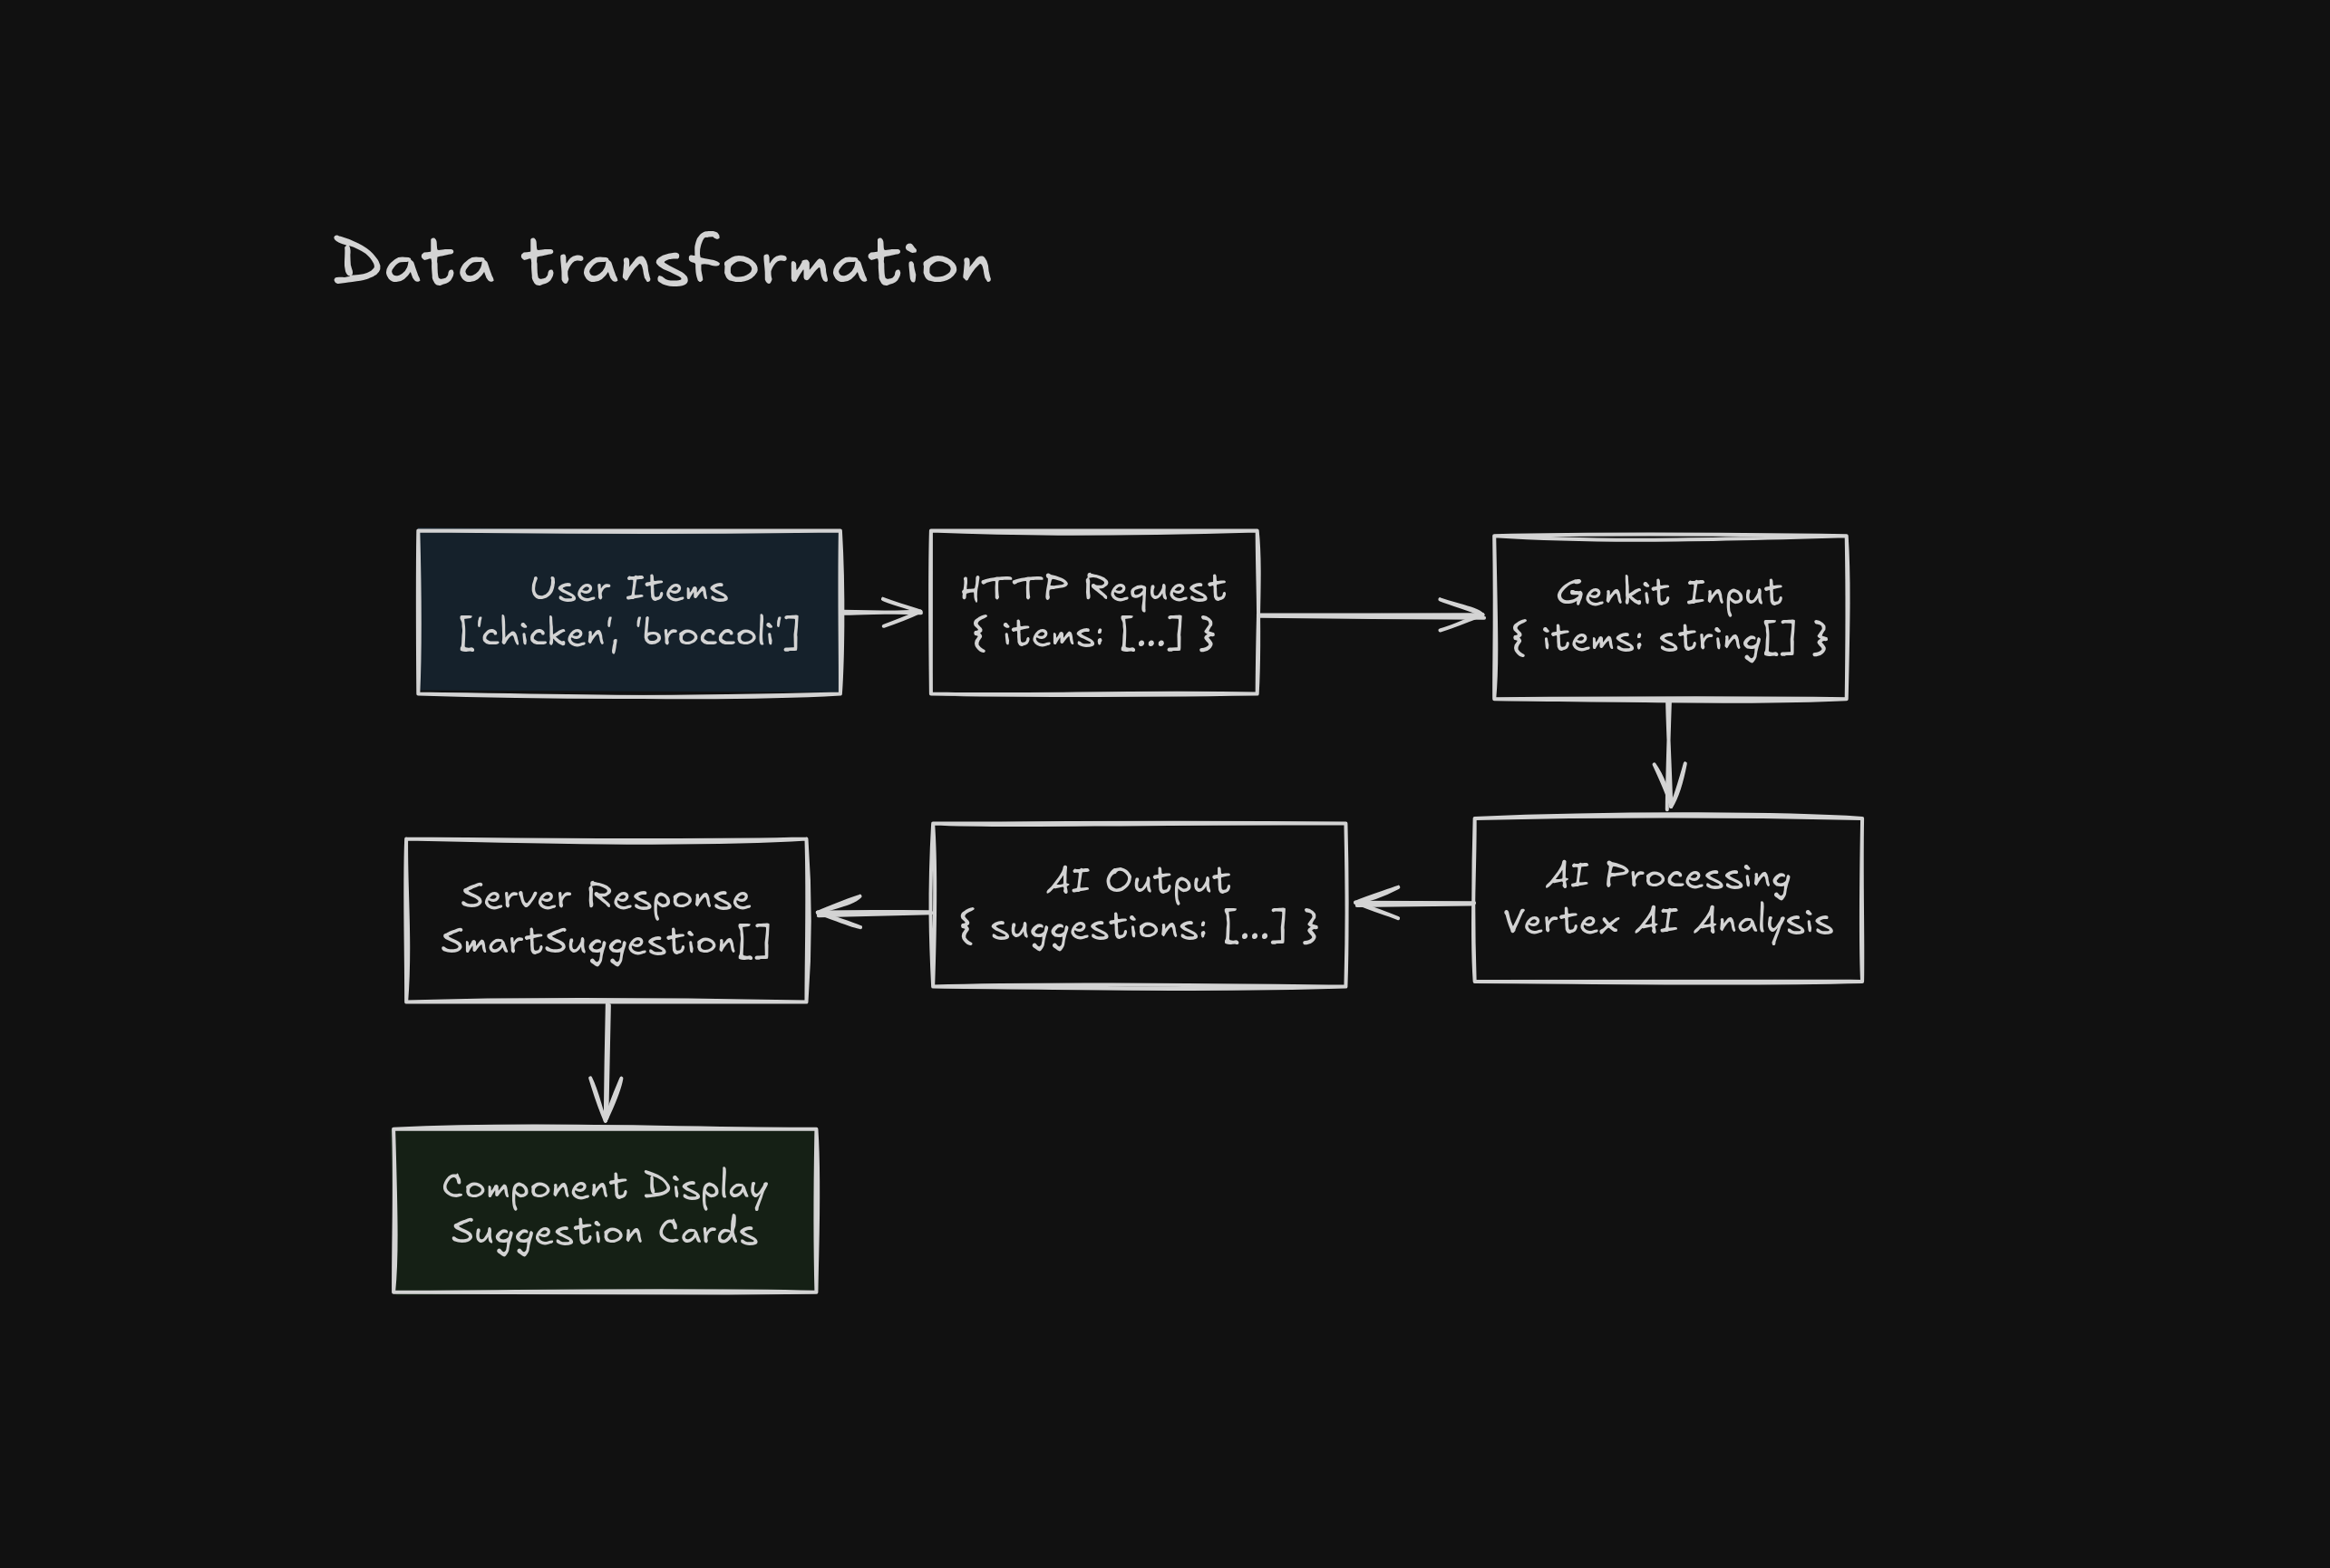 Data transfomation
User Items
['chicken', 'broccoli']
HTTP Request
{ items: [...] }
Genkit Input
{ items: string[] }
AI Processing
Vertex AI Analysis
AI Output
{ suggestions: [...] }
Server Response
SmartSuggestion[]
Component Display
Suggestion Cards